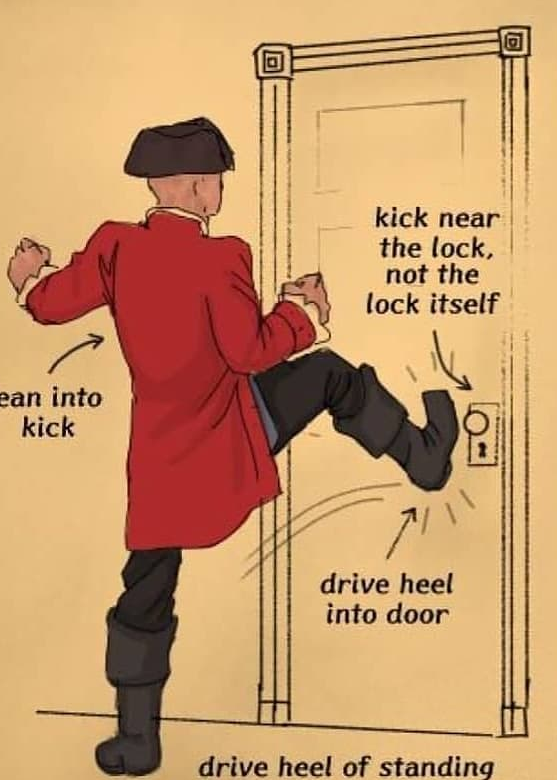 kick near
the lock,
not the
lock itself
ean into
kick
drive heel
into door
drive heel of standing